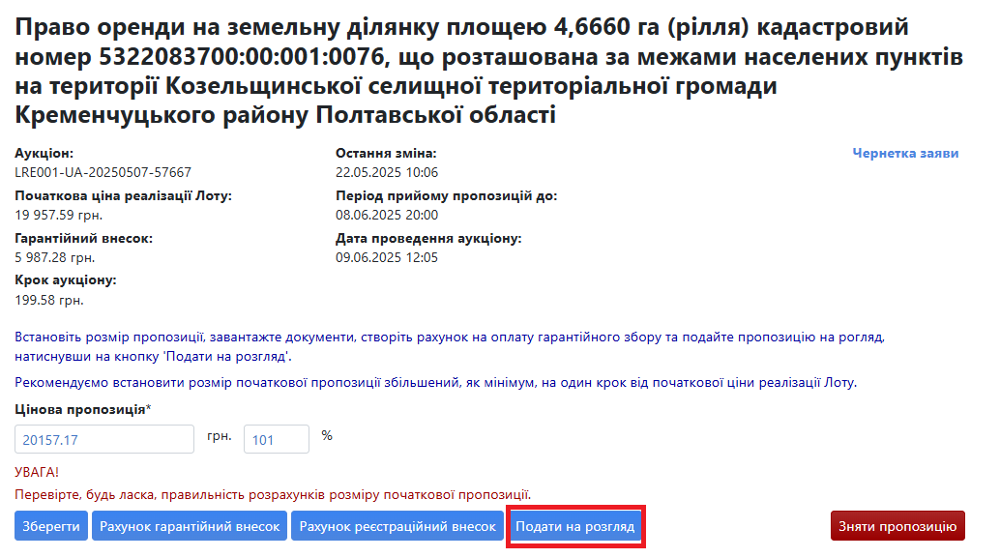 Право оренди на земельну ділянку площею 4,6660 га (рілля) кадастровий
номер 5322083700:00:001:0076, що розташована за межами населених пунктів
на території Козельщинської селищної територіальної громади
Кременчуцького району Полтавської області
Аукціон:
LRE001-UA-20250507-57667
Остання зміна:
22.05.2025 10:06
Чернетка заяви
Початкова ціна реалізації Лоту:
19 957.59 грн.
Період прийому пропозицій до:
08.06.2025 20:00
Гарантійний внесок:
5 987.28 грн.
Дата проведення аукціону:
09.06.2025 12:05
Крок аукціону:
199.58 грн.
Встановіть розмір пропозиції, завантажте документи, створіть рахунок на оплату гарантійного збору та подайте пропозицію на рогляд,
натиснувши на кнопку 'Подати на розгляд'.
Рекомендуємо встановити розмір початкової пропозиції збільшений, як мінімум, на один крок від початкової ціни реалізації Лоту.
Цінова пропозиція*
20157.17 грн. 101 %
УВАГА!
Перевірте, будь ласка, правильність розрахунків розміру початкової пропозиції.
Зберегти Рахунок гарантійний внесок Рахунок реєстраційний внесок Подати на розгляд Зняти пропозицію